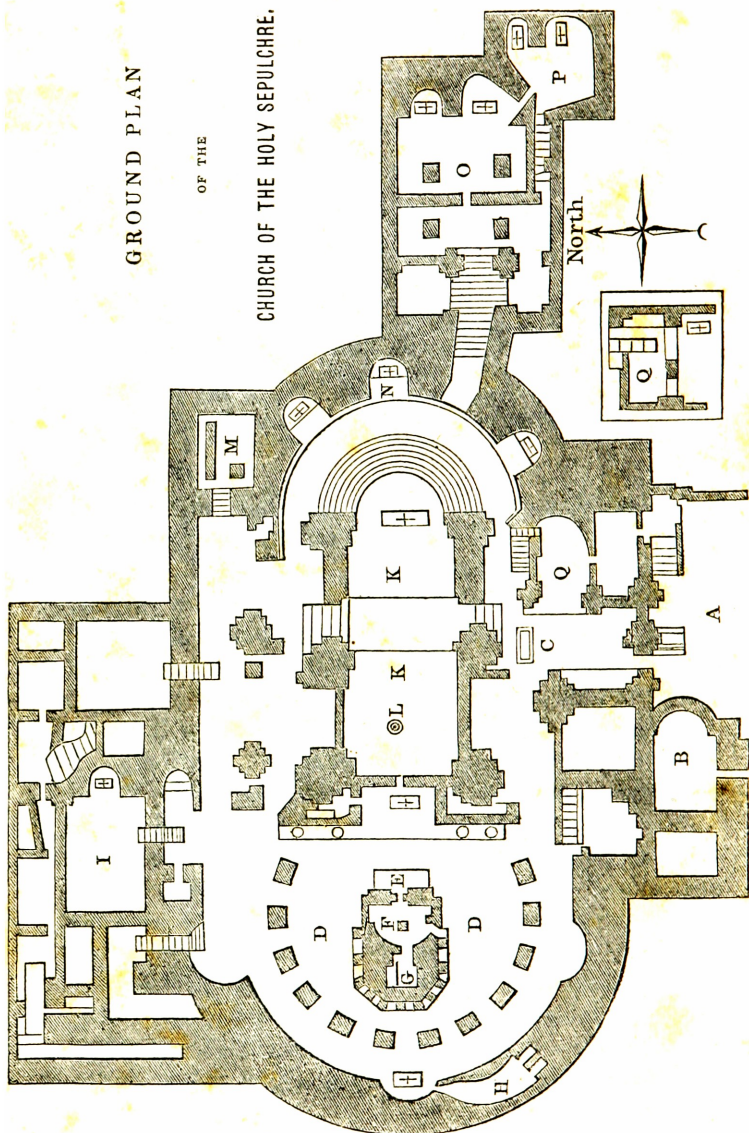 GROUND PLAN
OF THE
CHURCH OF THE HOLY SEPULCHRE.
P
O
North
N
M
Q
K
Q
A
C
L K
B
I
D
E
F
D
G
H